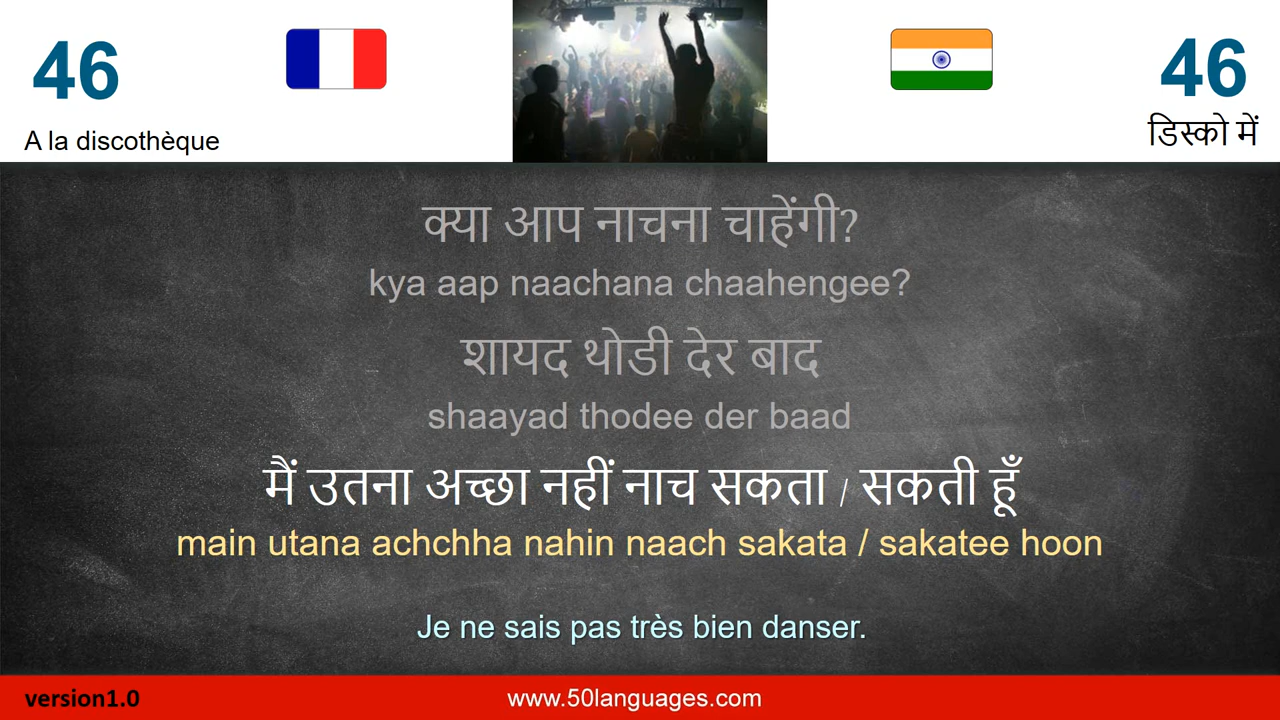 46
46
A la discothèque
डिस्को में
क्या आप नाचना चाहेंगी?
kya aap naachana chaahengee?
शायद थोडी देर बाद
shaayad thodee der baad
मैं उतना अच्छा नहीं नाच सकता / सकती हूँ
main utana achchha nahin naach sakata / sakatee hoon
Je ne sais pas très bien danser.
version1.0
www.50languages.com